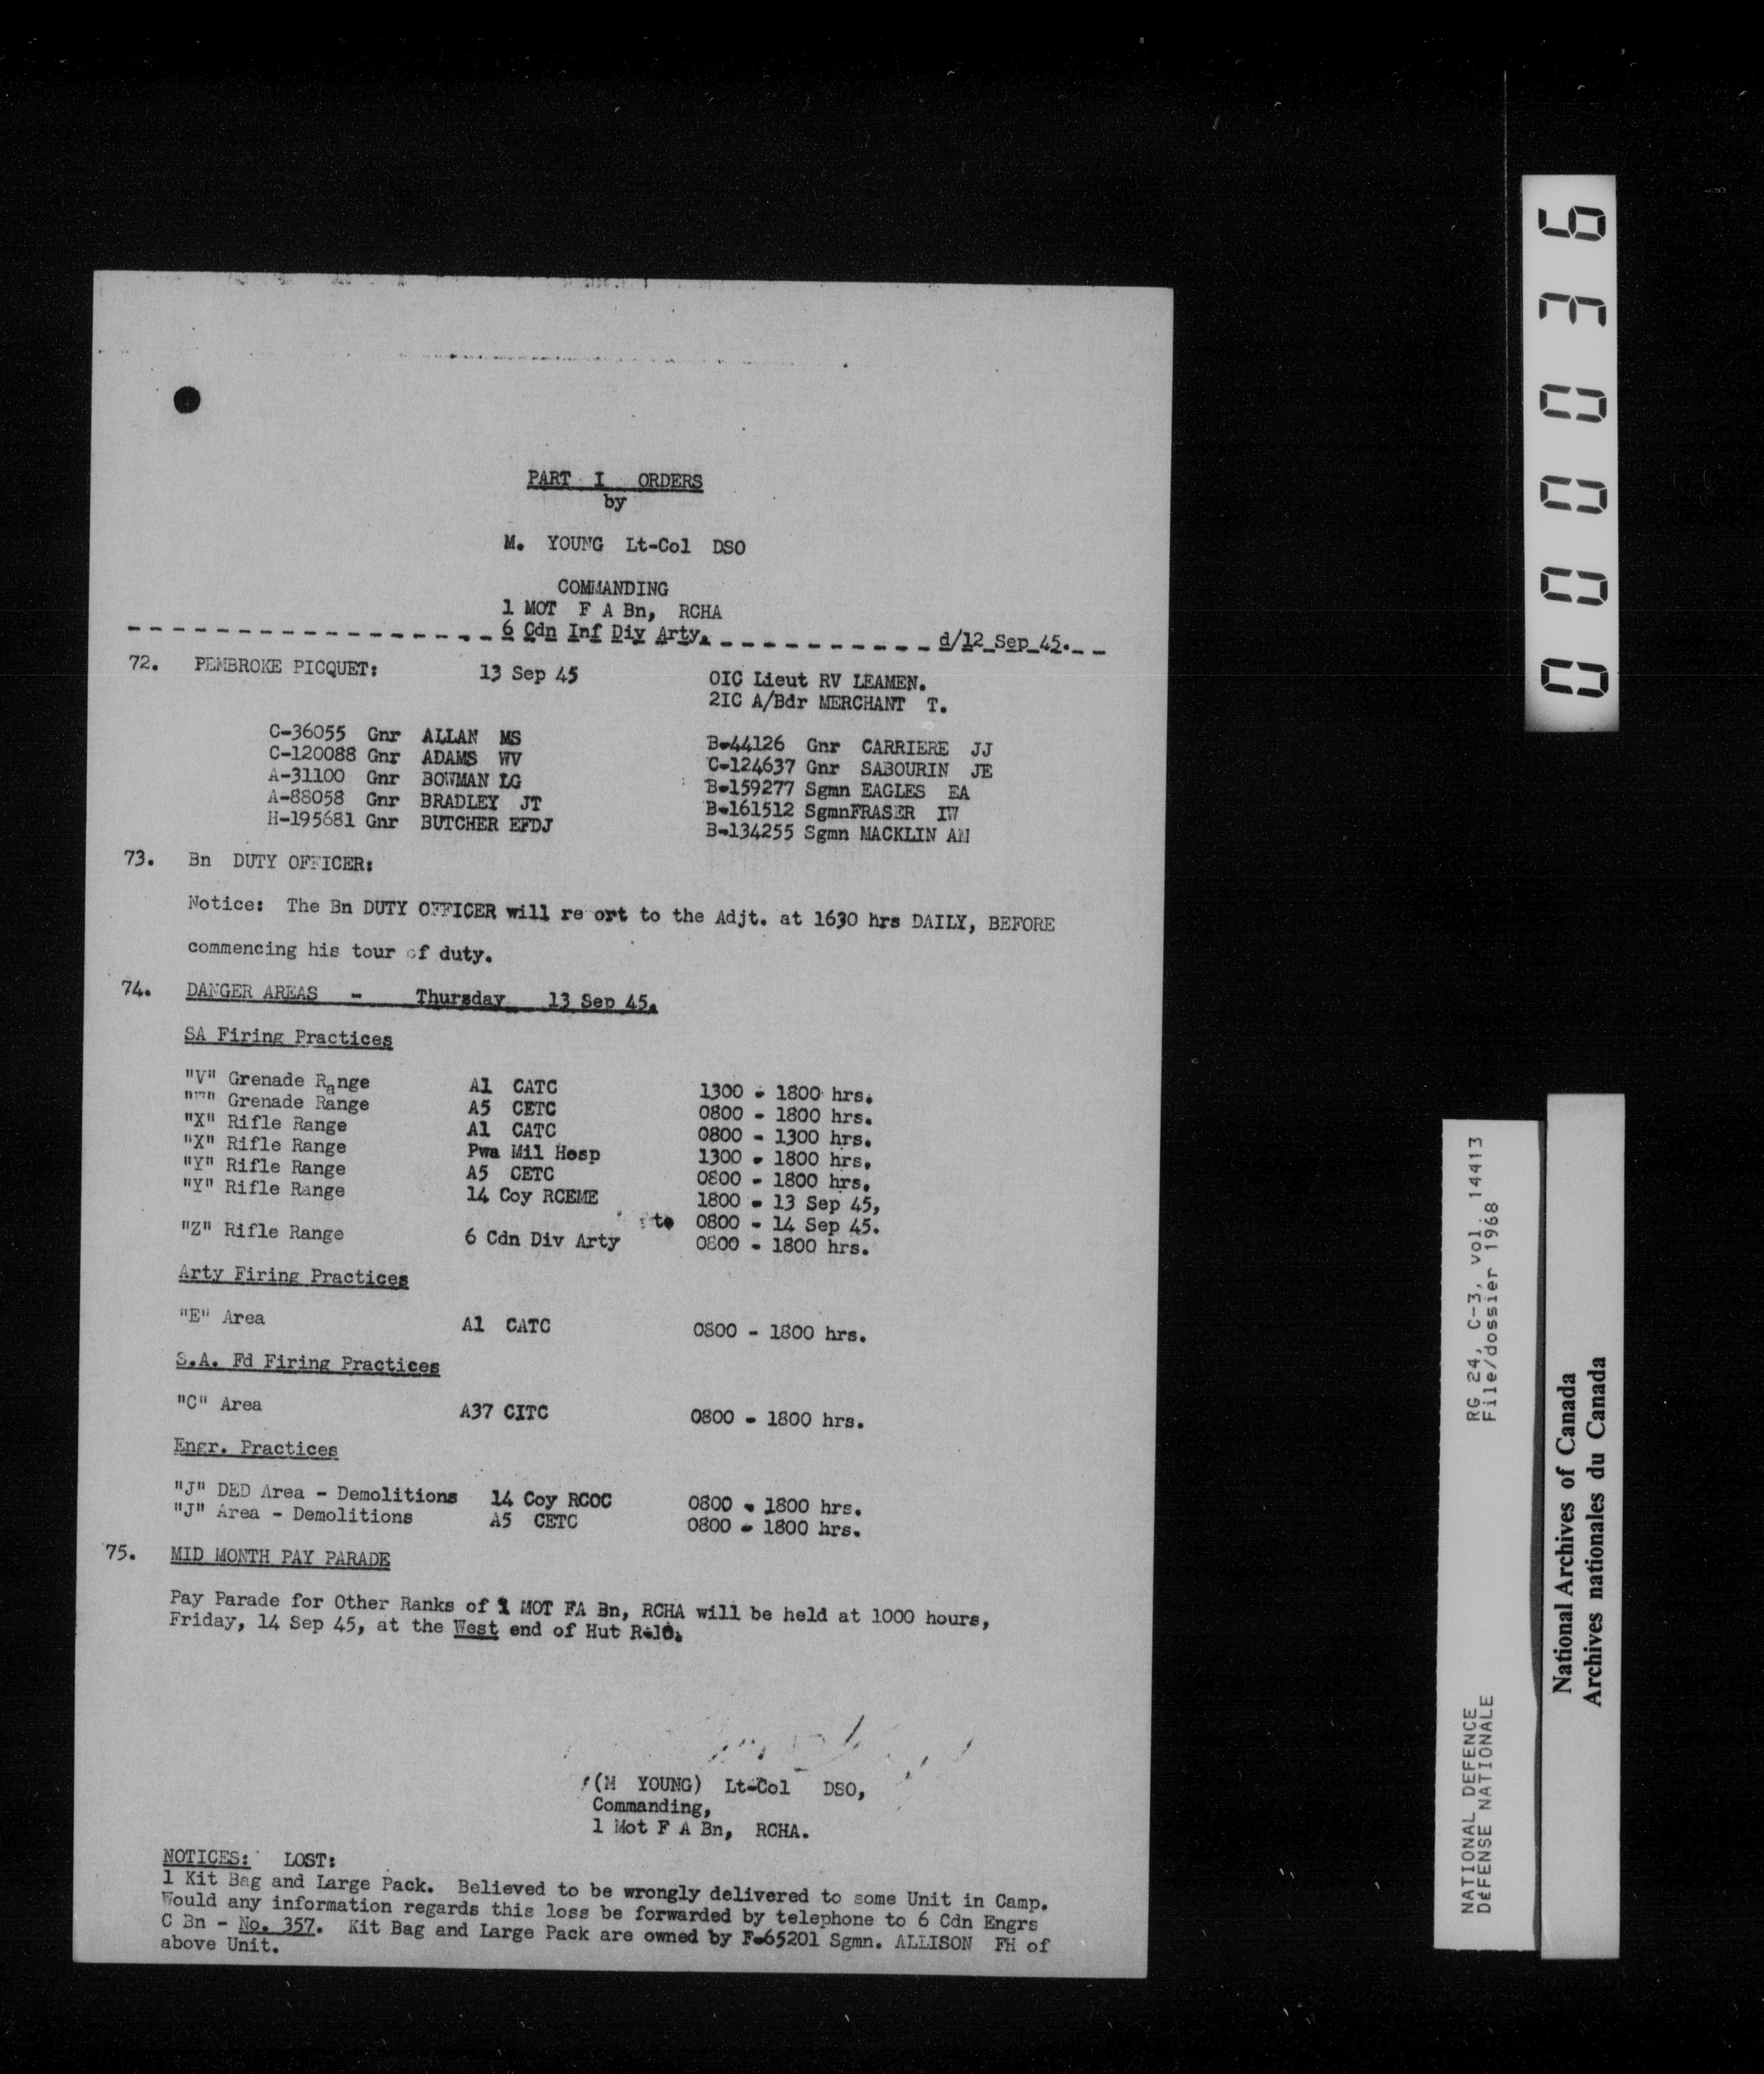 PART I ORDERS
by
M. YOUNG Lt-Col DSO
COMMANDING
1 MOT F A Bn, RCHA
6 Cdn Inf Div Arty. d/12 Sep 45.
72. PEMBROKE PICQUET: 13 Sep 45 OIC Lieut RV LEAMEN.
2IC A/Bdr MERCHANT T.
C-36055 Gnr ALLAN MS B-44126 Gnr CARRIERE JJ
C-120088 Gnr ADAMS WV C-124637 Gnr SABOURIN JE
A-31100 Gnr BOWMAN LG B-159277 Sgmn EAGLES EA
A-88058 Gnr BRADLEY JT B-161512 SgmnFRASER IW
H-195681 Gnr BUTCHER EFDJ B-134255 Sgmn MACKLIN AM
73. Bn DUTY OFFICER:
Notice: The Bn DUTY OFFICER will re ort to the Adjt. at 1630 hrs DAILY, BEFORE
commencing his tour of duty.
74. DANGER AREAS - Thursday 13 Sep 45.
SA Firing Practices
"V" Grenade Range A1 CATC 1300 - 1800 hrs.
Grenade Range A5 CETC 0800 - 1800 hrs.
"X" Rifle Range A1 CATC 0800 - 1300 hrs.
"X" Rifle Range Pwa Mil Hosp 1300 - 1800 hrs.
"Y" Rifle Range A5 CETC 0800 - 1800 hrs.
"Y" Rifle Range 14 Coy RCEME 1800 - 13 Sep 45,
to 0800 - 14 Sep 45.
"Z" Rifle Range 6 Cdn Div Arty 0800 - 1800 hrs.
Arty Firing Practices
"E" Area A1 CATC 0800 - 1800 hrs.
S.A. Fd Firing Practices
"C" Area A37 CITC 0800 - 1800 hrs.
Engr. Practices
"J" DED Area - Demolitions 14 Coy RCOC 0800 - 1800 hrs.
"J" Area - Demolitions A5 CETC 0800 - 1800 hrs.
75. MID MONTH PAY PARADE
Pay Parade for Other Ranks of 1 MOT FA Bn, RCHA will be held at 1000 hours,
Friday, 14 Sep 45, at the West end of Hut R-10.
(M YOUNG) Lt-Col DSO,
Commanding,
1 Mot F A Bn, RCHA.
NOTICES: LOST:
1 Kit Bag and Large Pack. Believed to be wrongly delivered to some Unit in Camp.
Would any information regards this loss be forwarded by telephone to 6 Cdn Engrs
C Bn - No. 357. Kit Bag and Large Pack are owned by F-65201 Sgmn. ALLISON FH of
above Unit.
000036
NATIONAL DEFENCE RG 24, C-3, vol. 14413
DéFENSE NATIONALE File/dossier 1968
National Archives of Canada
Archives nationales du Canada